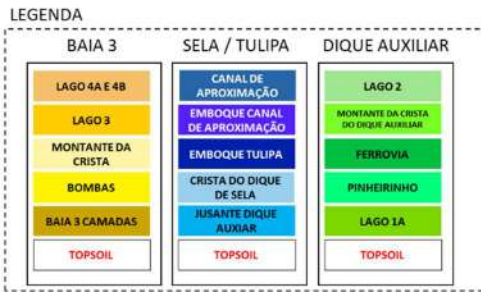 LEGENDA
BAIA 3
LAGO 4A E 4B
LAGO 3
MONTANTE DA
CRISTA
BOMBAS
BAIA 3 CAMADAS
TOPSOIL
SELA / TULIPA
CANAL DE
APROXIMAÇÃO
EMBOQUE CANAL
DE APROXIMAÇÃO
EMBOQUE TULIPA
CRISTA DO DIQUE
DE SELA
JUSANTE DIQUE
AUXIAR
TOPSOIL
DIQUE AUXILIAR
LAGO 2
MONTANTE DA CRISTA
DO DIQUE AUXILIAR
FERROVIA
PINHEIRINHO
LAGO 1A
TOPSOIL